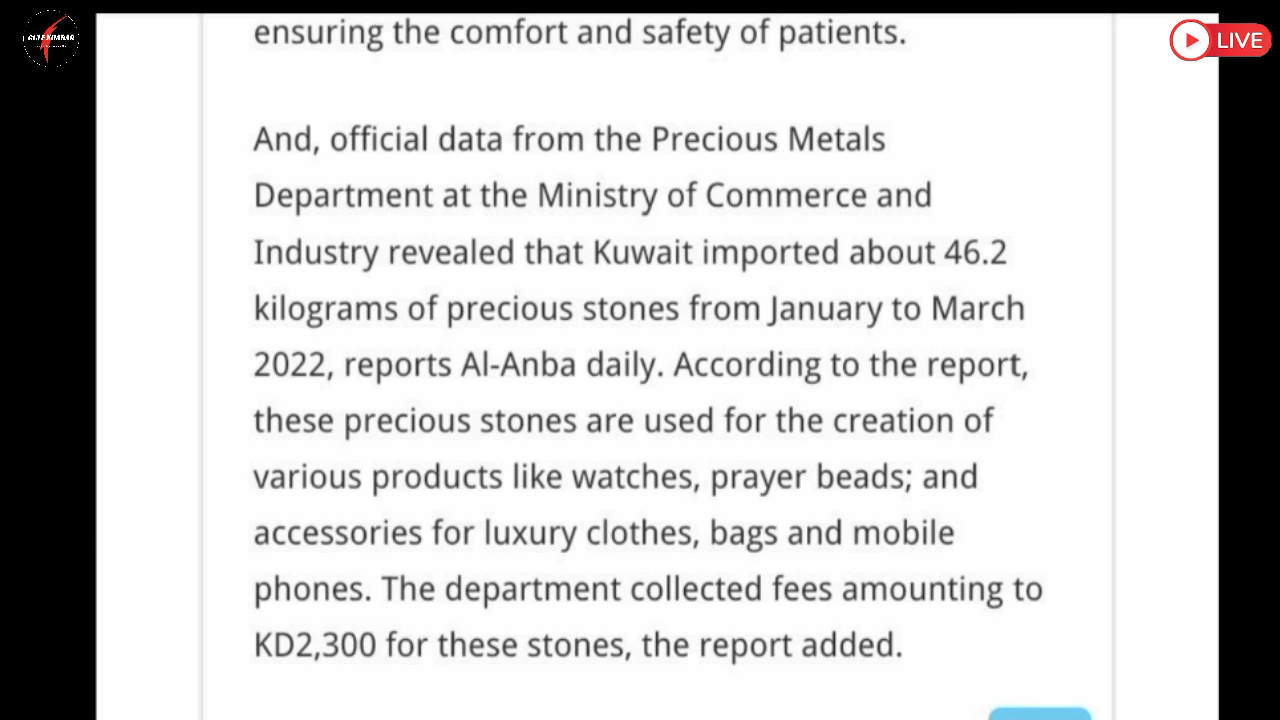 ensuring the comfort and safety of patients.
LIVE
And, official data from the Precious Metals
Department at the Ministry of Commerce and
Industry revealed that Kuwait imported about 46.2
kilograms of precious stones from January to March
2022, reports Al-Anba daily. According to the report,
these precious stones are used for the creation of
various products like watches, prayer beads; and
accessories for luxury clothes, bags and mobile
phones. The department collected fees amounting to
KD2,300 for these stones, the report added.